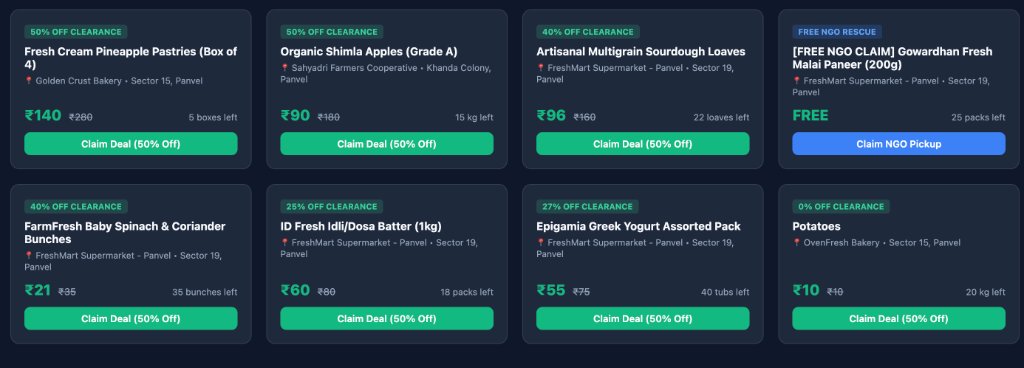 50% OFF CLEARANCE
Fresh Cream Pineapple Pastries (Box of
4)
📍 Golden Crust Bakery • Sector 15, Panvel
₹140 ₹280 5 boxes left
Claim Deal (50% Off)
50% OFF CLEARANCE
Organic Shimla Apples (Grade A)
📍 Sahyadri Farmers Cooperative • Khanda Colony,
Panvel
₹90 ₹180 15 kg left
Claim Deal (50% Off)
40% OFF CLEARANCE
Artisanal Multigrain Sourdough Loaves
📍 FreshMart Supermarket - Panvel • Sector 19,
Panvel
₹96 ₹160 22 loaves left
Claim Deal (50% Off)
FREE NGO RESCUE
[FREE NGO CLAIM] Gowardhan Fresh
Malai Paneer (200g)
📍 FreshMart Supermarket - Panvel • Sector 19,
Panvel
FREE 25 packs left
Claim NGO Pickup
40% OFF CLEARANCE
FarmFresh Baby Spinach & Coriander
Bunches
📍 FreshMart Supermarket - Panvel • Sector 19,
Panvel
₹21 ₹35 35 bunches left
Claim Deal (50% Off)
25% OFF CLEARANCE
ID Fresh Idli/Dosa Batter (1kg)
📍 FreshMart Supermarket - Panvel • Sector 19,
Panvel
₹60 ₹80 18 packs left
Claim Deal (50% Off)
27% OFF CLEARANCE
Epigamia Greek Yogurt Assorted Pack
📍 FreshMart Supermarket - Panvel • Sector 19,
Panvel
₹55 ₹75 40 tubs left
Claim Deal (50% Off)
0% OFF CLEARANCE
Potatoes
📍 OvenFresh Bakery • Sector 15, Panvel
₹10 ₹10 20 kg left
Claim Deal (50% Off)